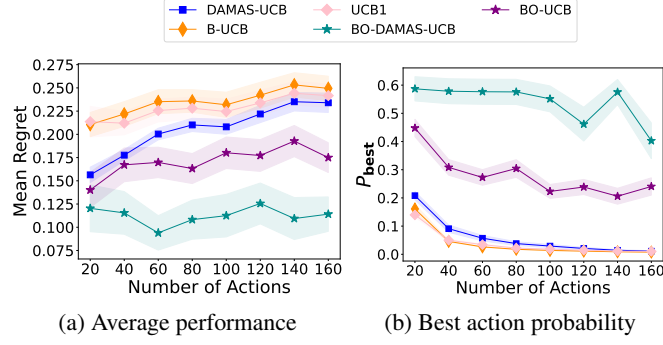 DAMAS-UCB UCB1 BO-UCB
B-UCB BO-DAMAS-UCB
0.275
0.250
0.225
0.200
0.175
0.150
0.125
0.100
0.075
Mean Regret
20 40 60 80 100 120 140 160
Number of Actions
(a) Average performance
0.6
0.5
0.4
0.3
0.2
0.1
0.0
P_best
20 40 60 80 100 120 140 160
Number of Actions
(b) Best action probability